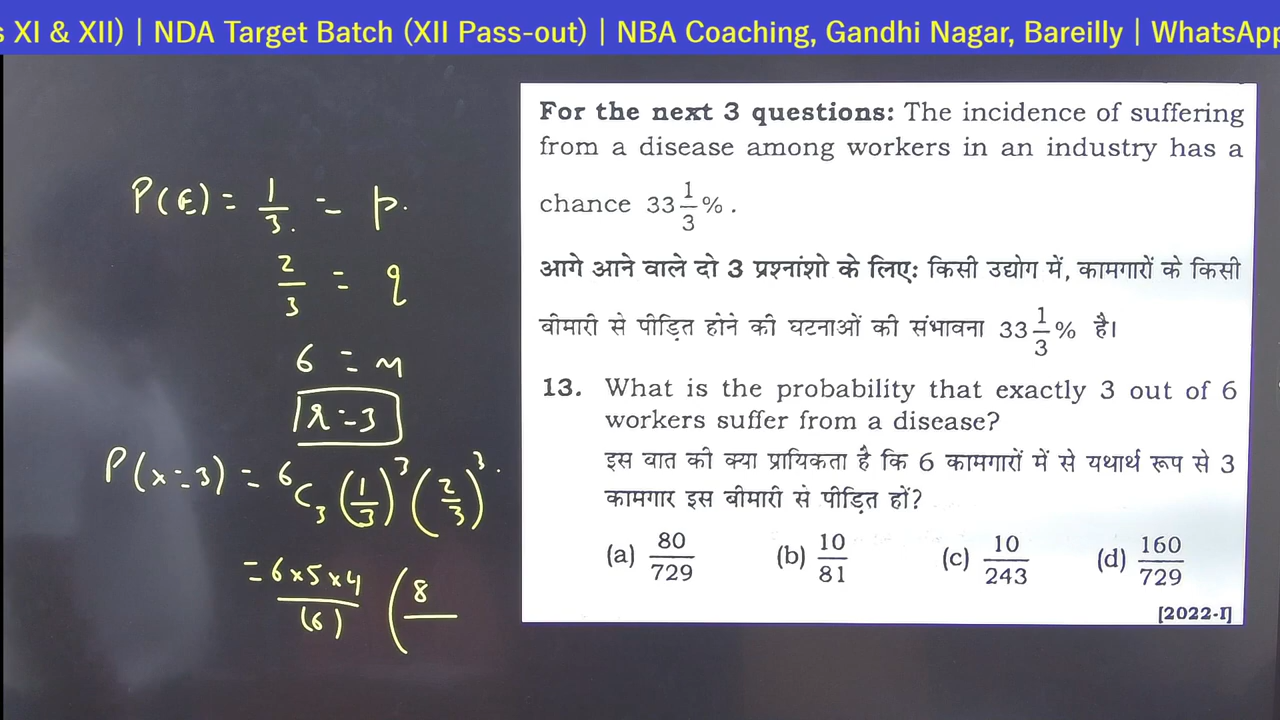 s XI & XII) | NDA Target Batch (XII Pass-out) | NBA Coaching, Gandhi Nagar, Bareilly | WhatsApp
P(E) = 1/3 = p.
2/3 = q
6 = n
r = 3
P(x=3) = ⁶C₃ (1/3)³ (2/3)³.
= 6×5×4/(6) (8/
For the next 3 questions: The incidence of suffering
from a disease among workers in an industry has a
chance 33 1/3 % .
आगे आने वाले दो 3 प्रश्नांशो के लिए: किसी उद्योग में, कामगारों के किसी
बीमारी से पीड़ित होने की घटनाओं की संभावना 33 1/3 % है।
13. What is the probability that exactly 3 out of 6
workers suffer from a disease?
इस बात की क्या प्रायिकता है कि 6 कामगारों में से यथार्थ रूप से 3
कामगार इस बीमारी से पीड़ित हों?
(a) 80/729 (b) 10/81 (c) 10/243 (d) 160/729
[2022-I]